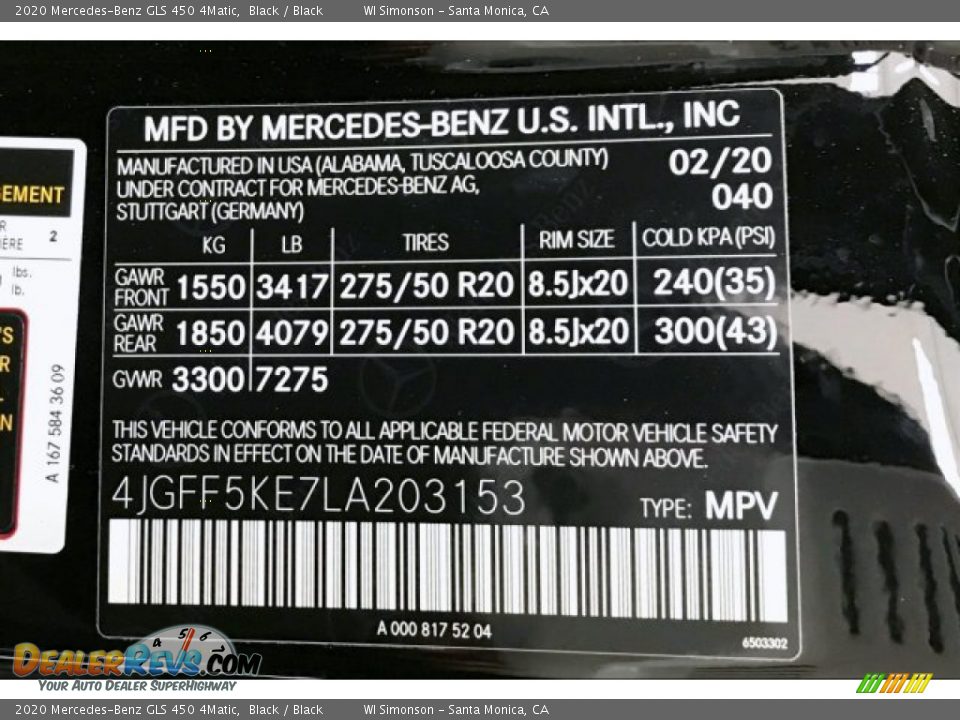 2020 Mercedes-Benz GLS 450 4Matic, Black / Black WI Simonson - Santa Monica, CA
MFD BY MERCEDES-BENZ U.S. INTL., INC
MANUFACTURED IN USA (ALABAMA, TUSCALOOSA COUNTY) 02/20
UNDER CONTRACT FOR MERCEDES-BENZ AG, 040
STUTTGART (GERMANY)
KG LB TIRES RIM SIZE COLD KPA (PSI)
GAWR FRONT 1550 3417 275/50 R20 8.5Jx20 240(35)
GAWR REAR 1850 4079 275/50 R20 8.5Jx20 300(43)
GVWR 3300 7275
THIS VEHICLE CONFORMS TO ALL APPLICABLE FEDERAL MOTOR VEHICLE SAFETY
STANDARDS IN EFFECT ON THE DATE OF MANUFACTURE SHOWN ABOVE.
4JGFF5KE7LA203153 TYPE: MPV
A 000 817 52 04
6503302
2
lbs.
lb.
A 167 584 36 09
4 5 6
DEALERREVS.COM
YOUR AUTO DEALER SUPERHIGHWAY
2020 Mercedes-Benz GLS 450 4Matic, Black / Black WI Simonson - Santa Monica, CA